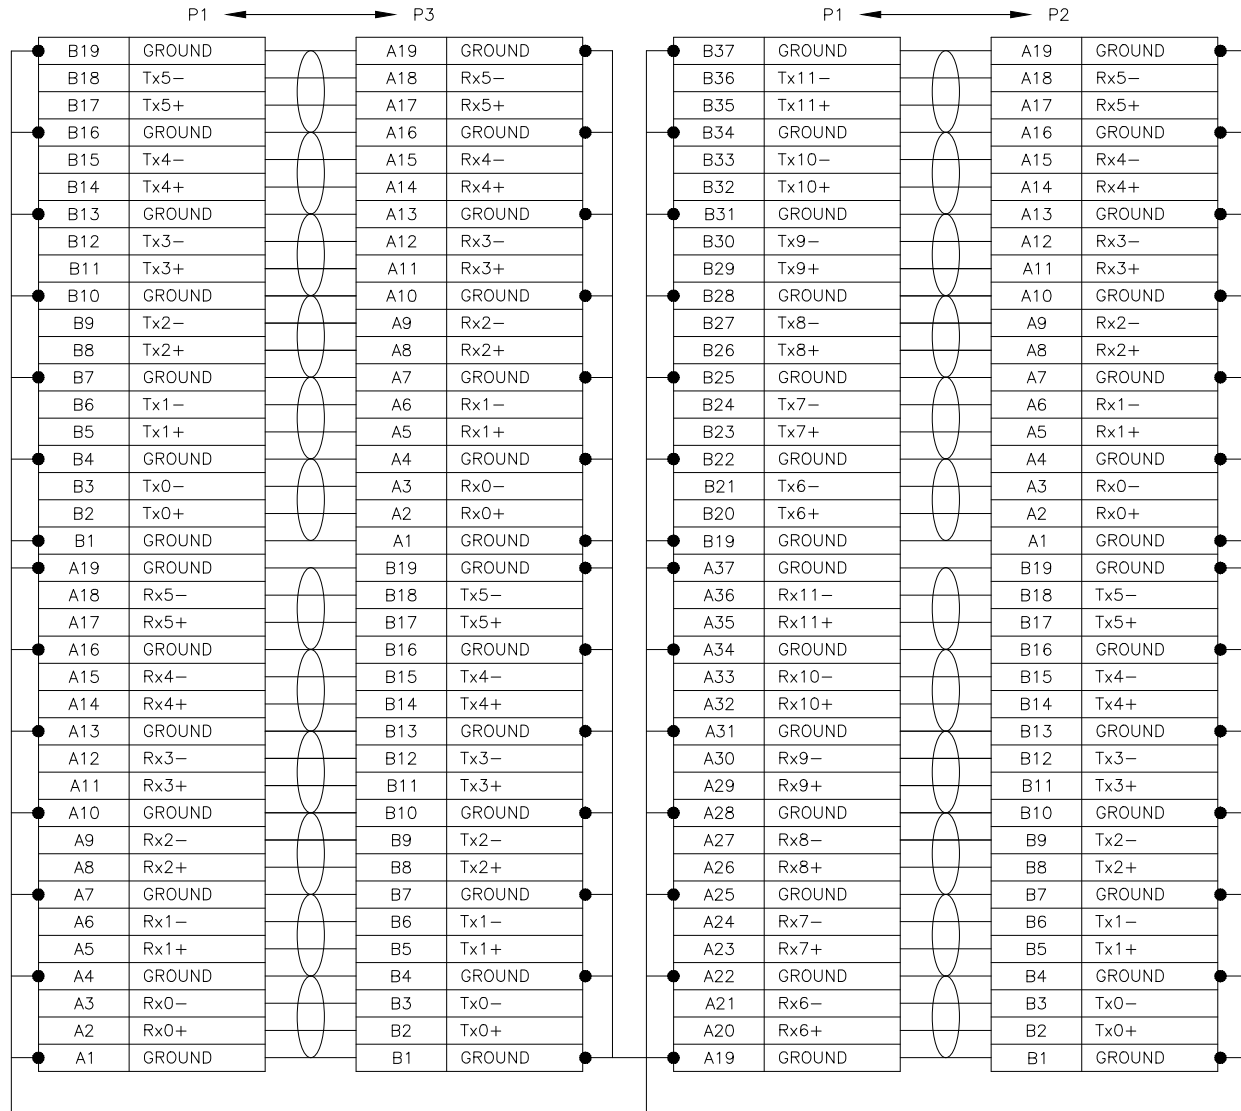 P1 P3 P1 P2
B19 GROUND A19 GROUND B37 GROUND A19 GROUND
B18 Tx5- A18 Rx5- B36 Tx11- A18 Rx5-
B17 Tx5+ A17 Rx5+ B35 Tx11+ A17 Rx5+
B16 GROUND A16 GROUND B34 GROUND A16 GROUND
B15 Tx4- A15 Rx4- B33 Tx10- A15 Rx4-
B14 Tx4+ A14 Rx4+ B32 Tx10+ A14 Rx4+
B13 GROUND A13 GROUND B31 GROUND A13 GROUND
B12 Tx3- A12 Rx3- B30 Tx9- A12 Rx3-
B11 Tx3+ A11 Rx3+ B29 Tx9+ A11 Rx3+
B10 GROUND A10 GROUND B28 GROUND A10 GROUND
B9 Tx2- A9 Rx2- B27 Tx8- A9 Rx2-
B8 Tx2+ A8 Rx2+ B26 Tx8+ A8 Rx2+
B7 GROUND A7 GROUND B25 GROUND A7 GROUND
B6 Tx1- A6 Rx1- B24 Tx7- A6 Rx1-
B5 Tx1+ A5 Rx1+ B23 Tx7+ A5 Rx1+
B4 GROUND A4 GROUND B22 GROUND A4 GROUND
B3 Tx0- A3 Rx0- B21 Tx6- A3 Rx0-
B2 Tx0+ A2 Rx0+ B20 Tx6+ A2 Rx0+
B1 GROUND A1 GROUND B19 GROUND A1 GROUND
A19 GROUND B19 GROUND A37 GROUND B19 GROUND
A18 Rx5- B18 Tx5- A36 Rx11- B18 Tx5-
A17 Rx5+ B17 Tx5+ A35 Rx11+ B17 Tx5+
A16 GROUND B16 GROUND A34 GROUND B16 GROUND
A15 Rx4- B15 Tx4- A33 Rx10- B15 Tx4-
A14 Rx4+ B14 Tx4+ A32 Rx10+ B14 Tx4+
A13 GROUND B13 GROUND A31 GROUND B13 GROUND
A12 Rx3- B12 Tx3- A30 Rx9- B12 Tx3-
A11 Rx3+ B11 Tx3+ A29 Rx9+ B11 Tx3+
A10 GROUND B10 GROUND A28 GROUND B10 GROUND
A9 Rx2- B9 Tx2- A27 Rx8- B9 Tx2-
A8 Rx2+ B8 Tx2+ A26 Rx8+ B8 Tx2+
A7 GROUND B7 GROUND A25 GROUND B7 GROUND
A6 Rx1- B6 Tx1- A24 Rx7- B6 Tx1-
A5 Rx1+ B5 Tx1+ A23 Rx7+ B5 Tx1+
A4 GROUND B4 GROUND A22 GROUND B4 GROUND
A3 Rx0- B3 Tx0- A21 Rx6- B3 Tx0-
A2 Rx0+ B2 Tx0+ A20 Rx6+ B2 Tx0+
A1 GROUND B1 GROUND A19 GROUND B1 GROUND